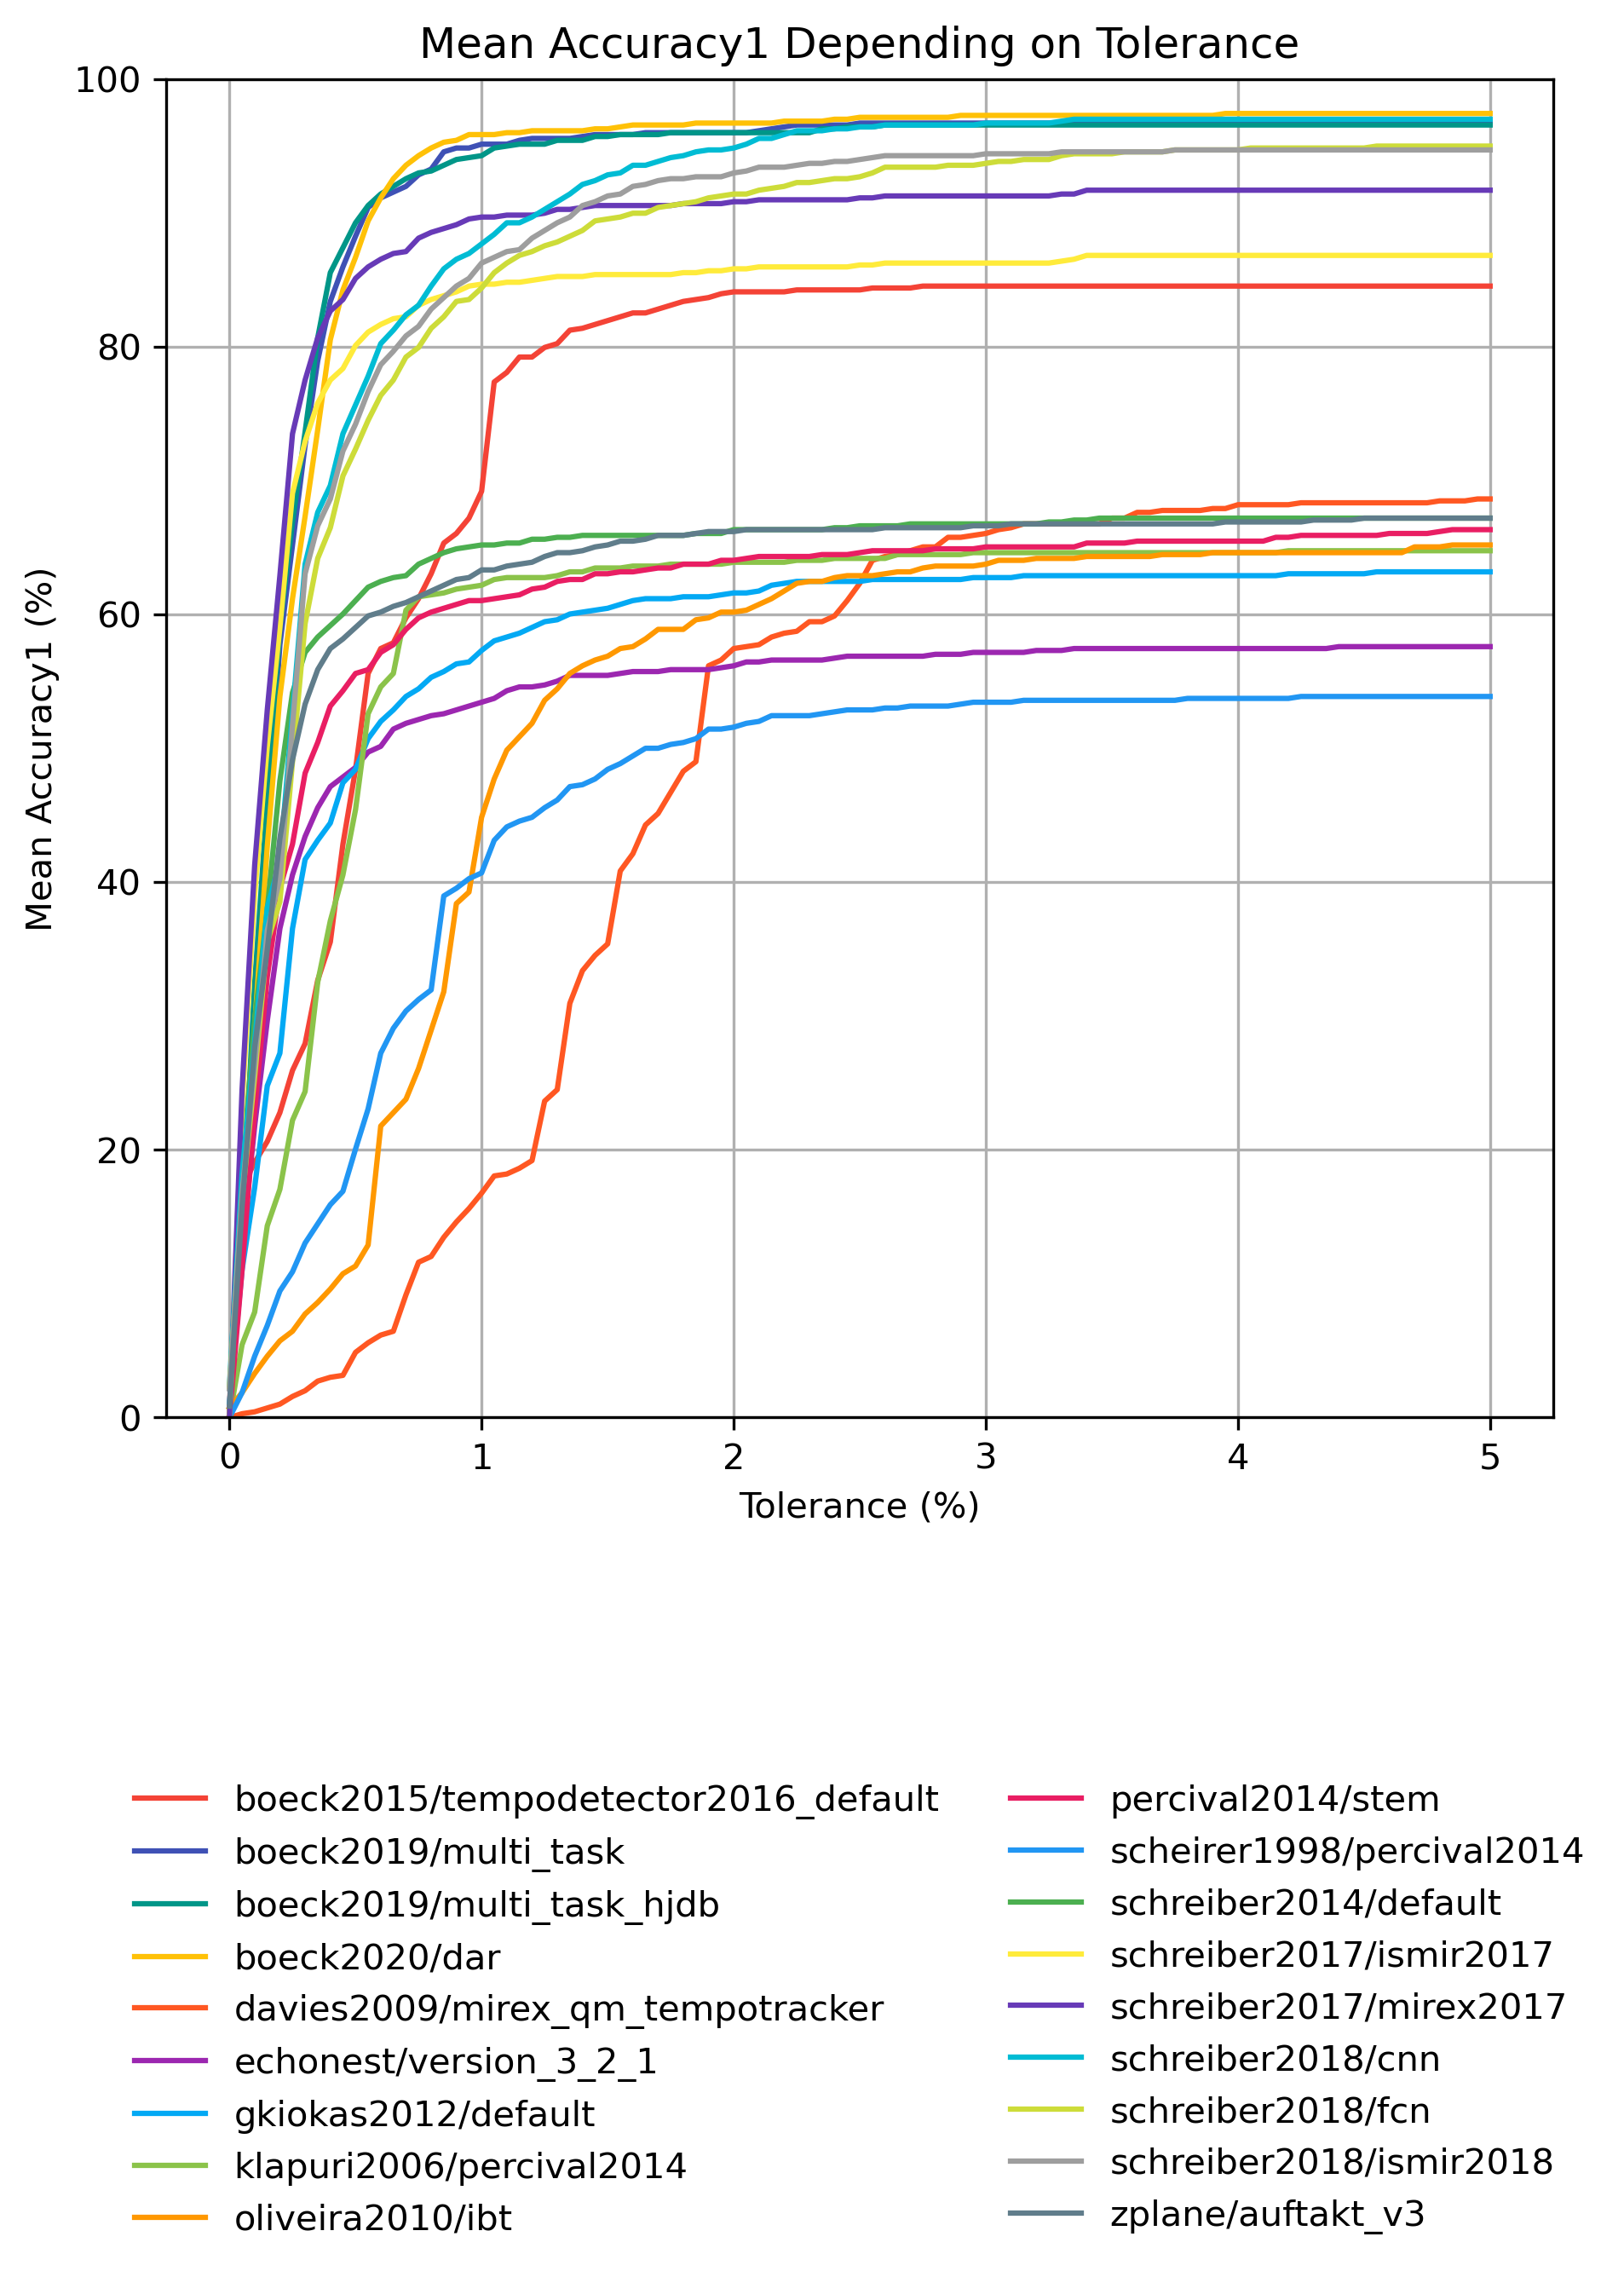 Mean Accuracy1 Depending on Tolerance
Mean Accuracy1 (%)
100
80
60
40
20
0
0 1 2 3 4 5
Tolerance (%)
boeck2015/tempodetector2016_default
boeck2019/multi_task
boeck2019/multi_task_hjdb
boeck2020/dar
davies2009/mirex_qm_tempotracker
echonest/version_3_2_1
gkiokas2012/default
klapuri2006/percival2014
oliveira2010/ibt
percival2014/stem
scheirer1998/percival2014
schreiber2014/default
schreiber2017/ismir2017
schreiber2017/mirex2017
schreiber2018/cnn
schreiber2018/fcn
schreiber2018/ismir2018
zplane/auftakt_v3